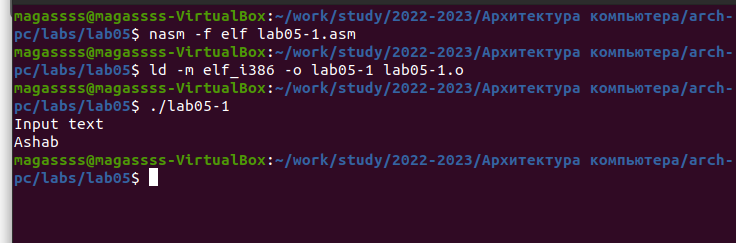 magassss@magassss-VirtualBox:~/work/study/2022-2023/Архитектура компьютера/arch-
pc/labs/lab05$ nasm -f elf lab05-1.asm
magassss@magassss-VirtualBox:~/work/study/2022-2023/Архитектура компьютера/arch-
pc/labs/lab05$ ld -m elf_i386 -o lab05-1 lab05-1.o
magassss@magassss-VirtualBox:~/work/study/2022-2023/Архитектура компьютера/arch-
pc/labs/lab05$ ./lab05-1
Input text
Ashab
magassss@magassss-VirtualBox:~/work/study/2022-2023/Архитектура компьютера/arch-
pc/labs/lab05$